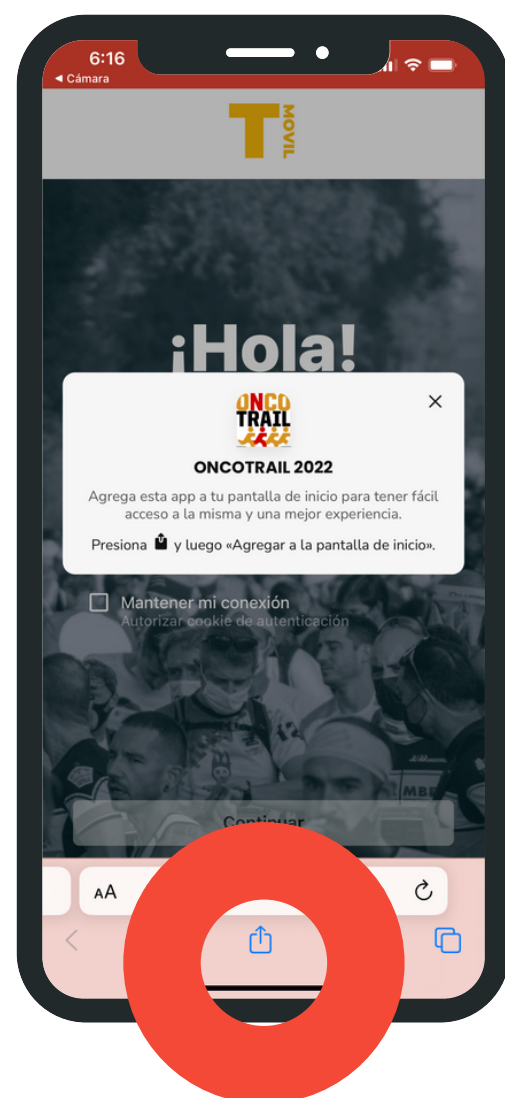 6:16
◄ Cámara
T MOVIL
¡Hola!
ONCO
TRAIL
ONCOTRAIL 2022
Agrega esta app a tu pantalla de inicio para tener fácil
acceso a la misma y una mejor experiencia.
Presiona y luego «Agregar a la pantalla de inicio».
Mantener mi conexión
Autorizar cookie de autenticación
Continuar
AA